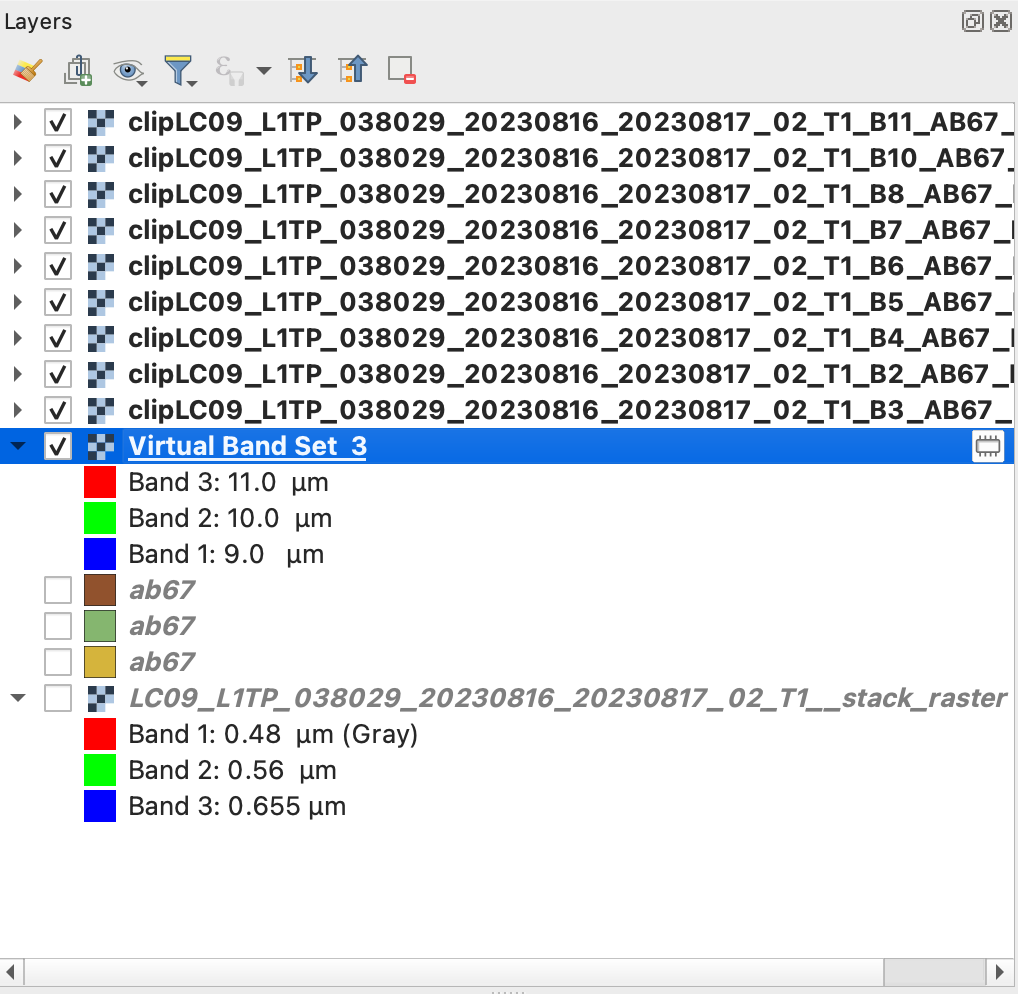 Layers
clipLC09_L1TP_038029_20230816_20230817_02_T1_B11_AB67_
clipLC09_L1TP_038029_20230816_20230817_02_T1_B10_AB67_
clipLC09_L1TP_038029_20230816_20230817_02_T1_B8_AB67_
clipLC09_L1TP_038029_20230816_20230817_02_T1_B7_AB67_
clipLC09_L1TP_038029_20230816_20230817_02_T1_B6_AB67_
clipLC09_L1TP_038029_20230816_20230817_02_T1_B5_AB67_
clipLC09_L1TP_038029_20230816_20230817_02_T1_B4_AB67_
clipLC09_L1TP_038029_20230816_20230817_02_T1_B2_AB67_
clipLC09_L1TP_038029_20230816_20230817_02_T1_B3_AB67_
Virtual Band Set 3
Band 3: 11.0 µm
Band 2: 10.0 µm
Band 1: 9.0 µm
ab67
ab67
ab67
LC09_L1TP_038029_20230816_20230817_02_T1__stack_raster
Band 1: 0.48 µm (Gray)
Band 2: 0.56 µm
Band 3: 0.655 µm